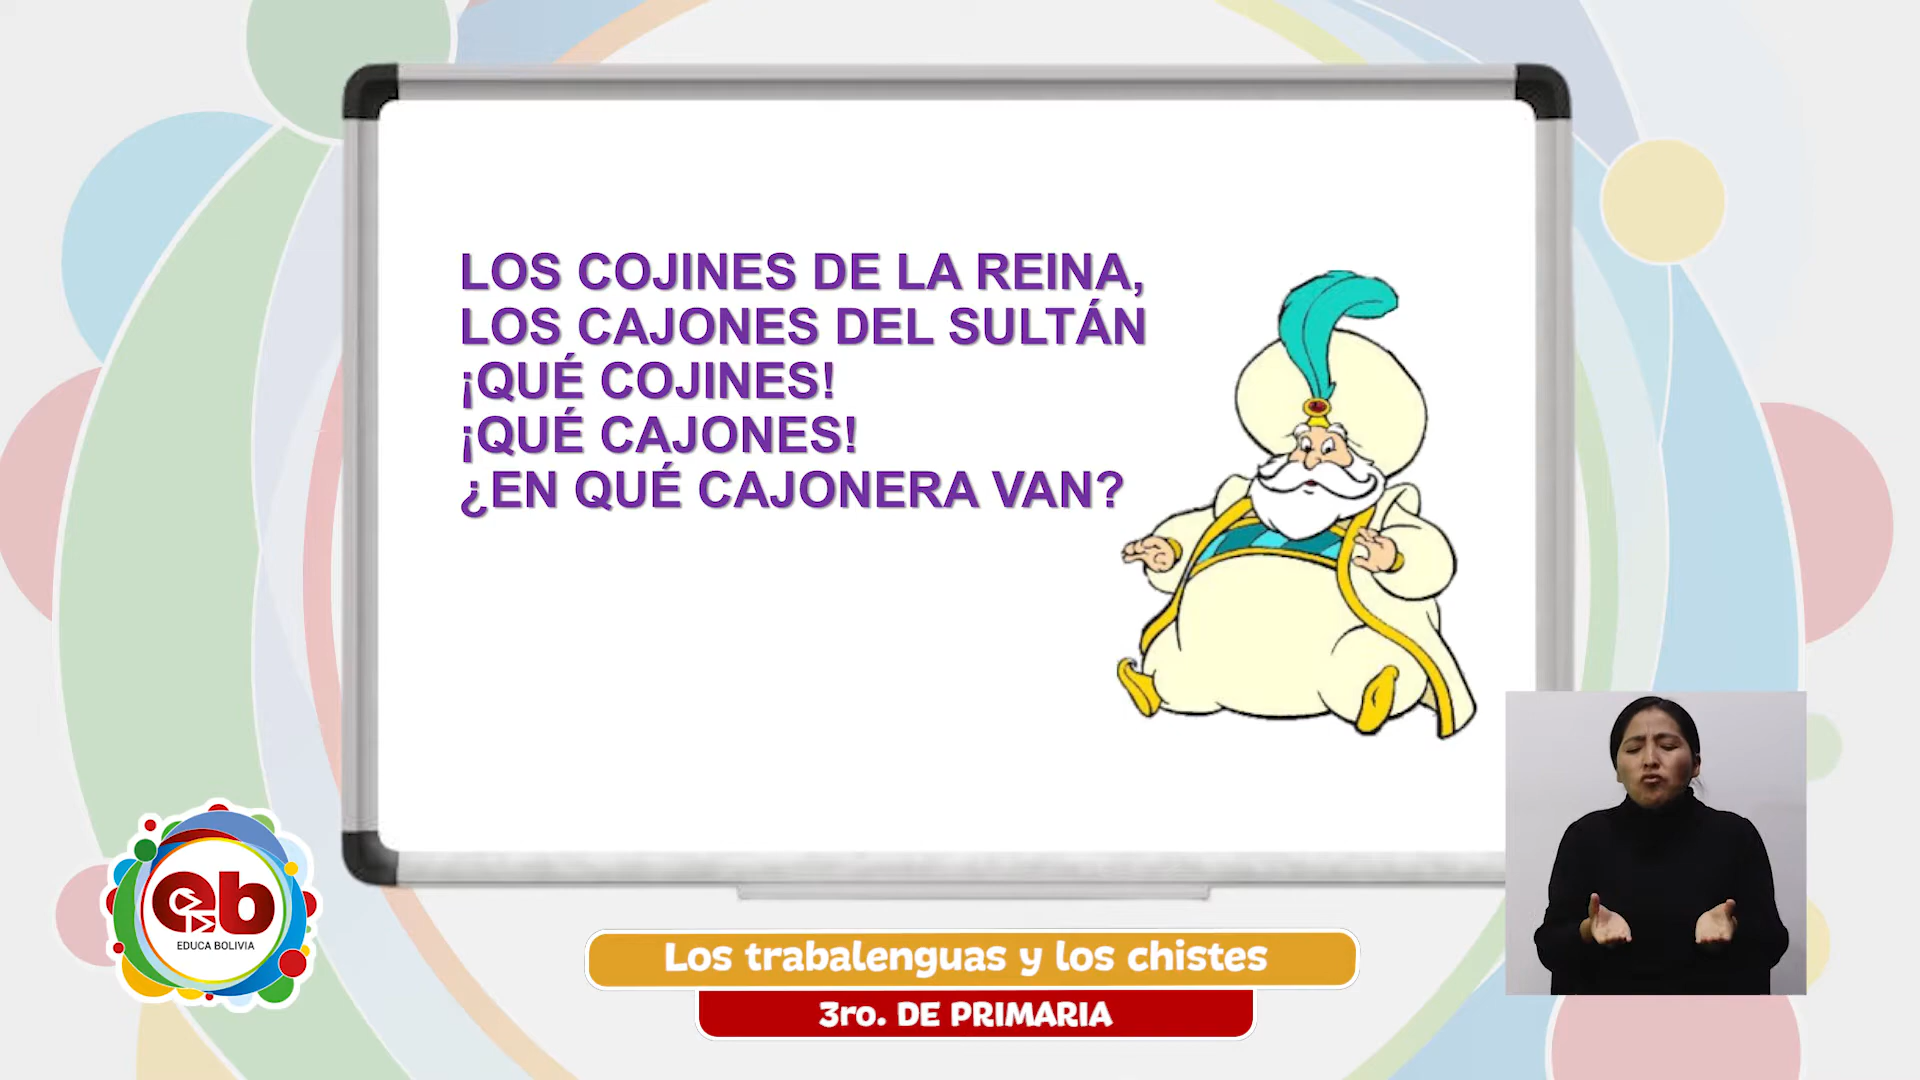 LOS COJINES DE LA REINA,
LOS CAJONES DEL SULTÁN
¡QUÉ COJINES!
¡QUÉ CAJONES!
¿EN QUÉ CAJONERA VAN?
eb
EDUCA BOLIVIA
Los trabalenguas y los chistes
3ro. DE PRIMARIA